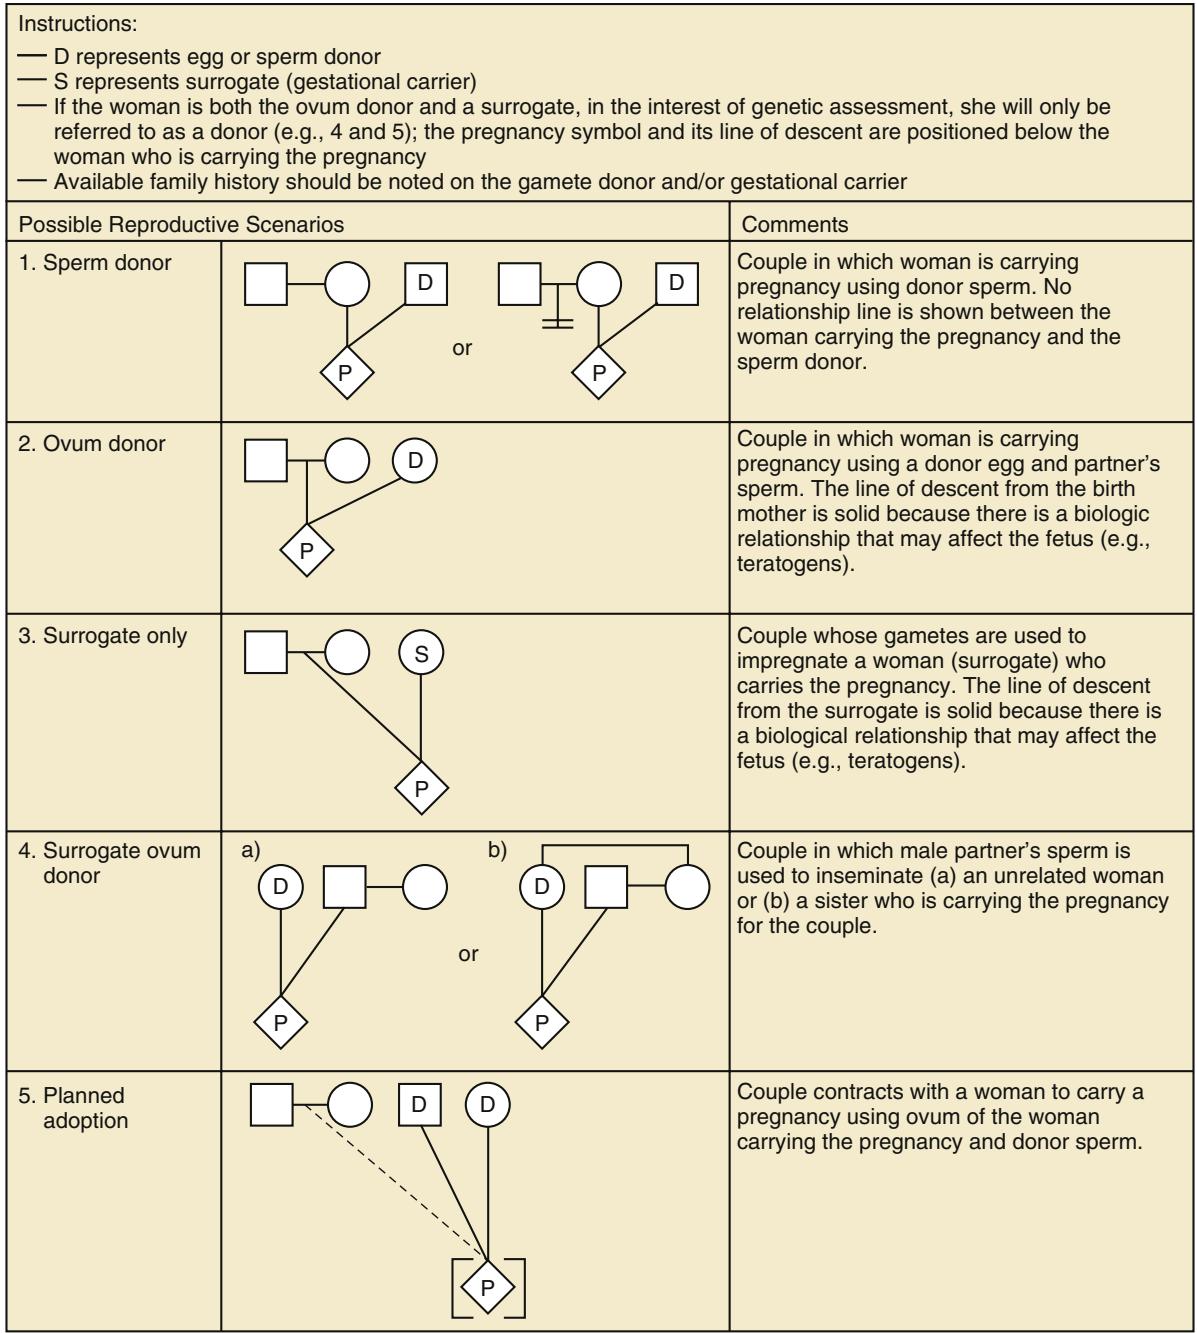 Instructions:
— D represents egg or sperm donor
— S represents surrogate (gestational carrier)
— If the woman is both the ovum donor and a surrogate, in the interest of genetic assessment, she will only be
referred to as a donor (e.g., 4 and 5); the pregnancy symbol and its line of descent are positioned below the
woman who is carrying the pregnancy
— Available family history should be noted on the gamete donor and/or gestational carrier
Possible Reproductive Scenarios
Comments
1. Sperm donor
D
D
or
P
P
Couple in which woman is carrying
pregnancy using donor sperm. No
relationship line is shown between the
woman carrying the pregnancy and the
sperm donor.
2. Ovum donor
D
P
Couple in which woman is carrying
pregnancy using a donor egg and partner's
sperm. The line of descent from the birth
mother is solid because there is a biologic
relationship that may affect the fetus (e.g.,
teratogens).
3. Surrogate only
S
P
Couple whose gametes are used to
impregnate a woman (surrogate) who
carries the pregnancy. The line of descent
from the surrogate is solid because there is
a biological relationship that may affect the
fetus (e.g., teratogens).
4. Surrogate ovum
donor
a)
b)
D
D
or
P
P
Couple in which male partner's sperm is
used to inseminate (a) an unrelated woman
or (b) a sister who is carrying the pregnancy
for the couple.
5. Planned
adoption
D
D
P
Couple contracts with a woman to carry a
pregnancy using ovum of the woman
carrying the pregnancy and donor sperm.